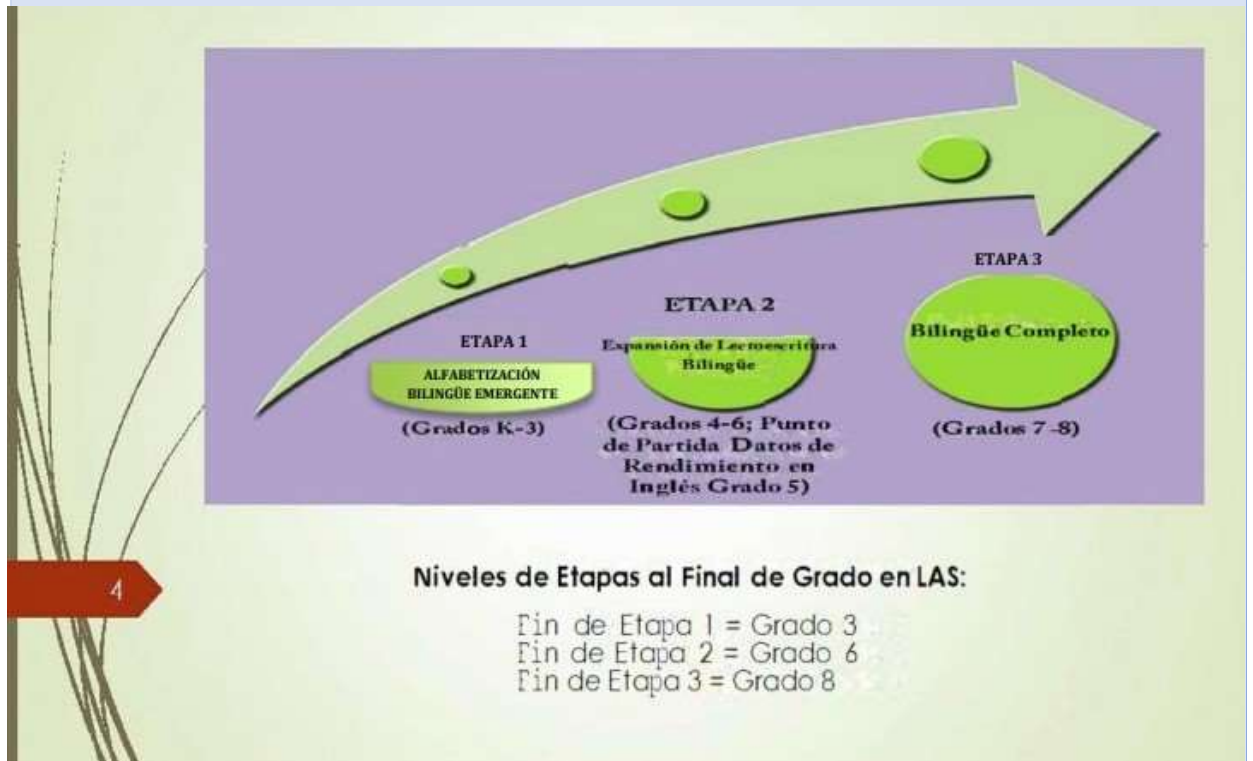 ETAPA 1
ALFABETIZACIÓN
BILINGÜE EMERGENTE
(Grados K-3)
ETAPA 2
Expansión de Lectoescritura
Bilingüe
(Grados 4-6; Punto
de Partida Datos de
Rendimiento en
Inglés Grado 5)
ETAPA 3
Bilingüe Completo
(Grados 7-8)
4
Niveles de Etapas al Final de Grado en LAS:
Fin de Etapa 1 = Grado 3
Fin de Etapa 2 = Grado 6
Fin de Etapa 3 = Grado 8